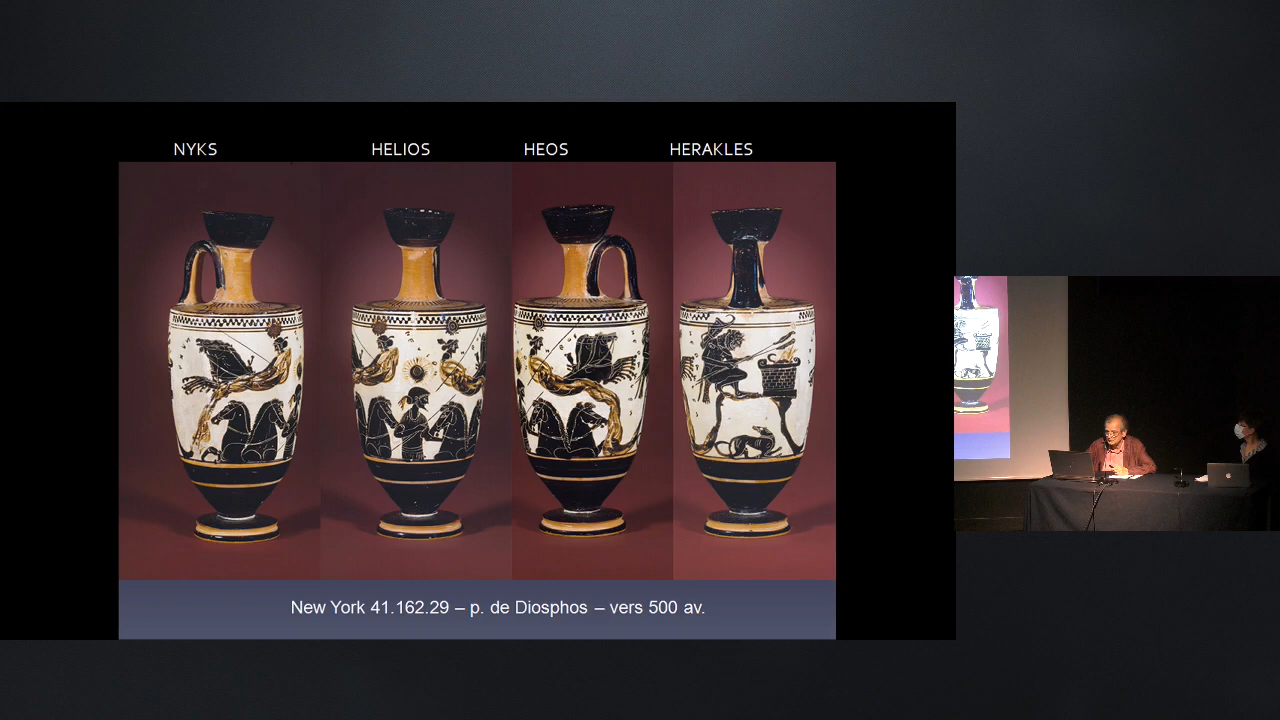 NYKS HELIOS HEOS HERAKLES
New York 41.162.29 – p. de Diosphos – vers 500 av.